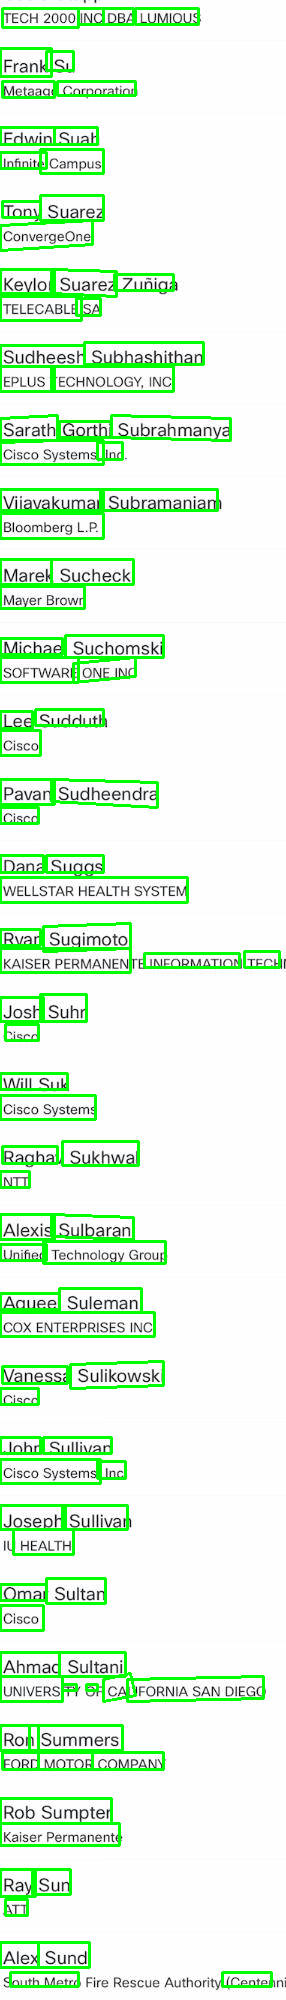 TECH 2000 INC DBA LUMIOUS
Frank Su
Metaage Corporation
Edwin Suah
Infinite Campus
Tony Suarez
ConvergeOne
Keylor Suarez Zuñiga
TELECABLE SA
Sudheesh Subhashithan
EPLUS TECHNOLOGY, INC
Sarath Gorthi Subrahmanya
Cisco Systems, Inc.
Vijayakumar Subramaniam
Bloomberg L.P.
Marek Sucheck
Mayer Brown
Michael Suchomski
SOFTWARE ONE INC
Lee Sudduth
Cisco
Pavan Sudheendra
Cisco
Dana Suggs
WELLSTAR HEALTH SYSTEM
Ryan Sugimoto
KAISER PERMANENTE INFORMATION TECHN
Josh Suhr
Cisco
Will Suk
Cisco Systems
Raghav Sukhwal
NTT
Alexis Sulbaran
Unified Technology Group
Aquee Suleman
COX ENTERPRISES INC
Vanessa Sulikowski
Cisco
John Sullivan
Cisco Systems, Inc
Joseph Sullivan
IU HEALTH
Omar Sultan
Cisco
Ahmad Sultani
UNIVERSITY OF CALIFORNIA SAN DIEGO
Ron Summers
FORD MOTOR COMPANY
Rob Sumpter
Kaiser Permanente
Ray Sun
ATT
Alex Sund
South Metro Fire Rescue Authority (Centenni